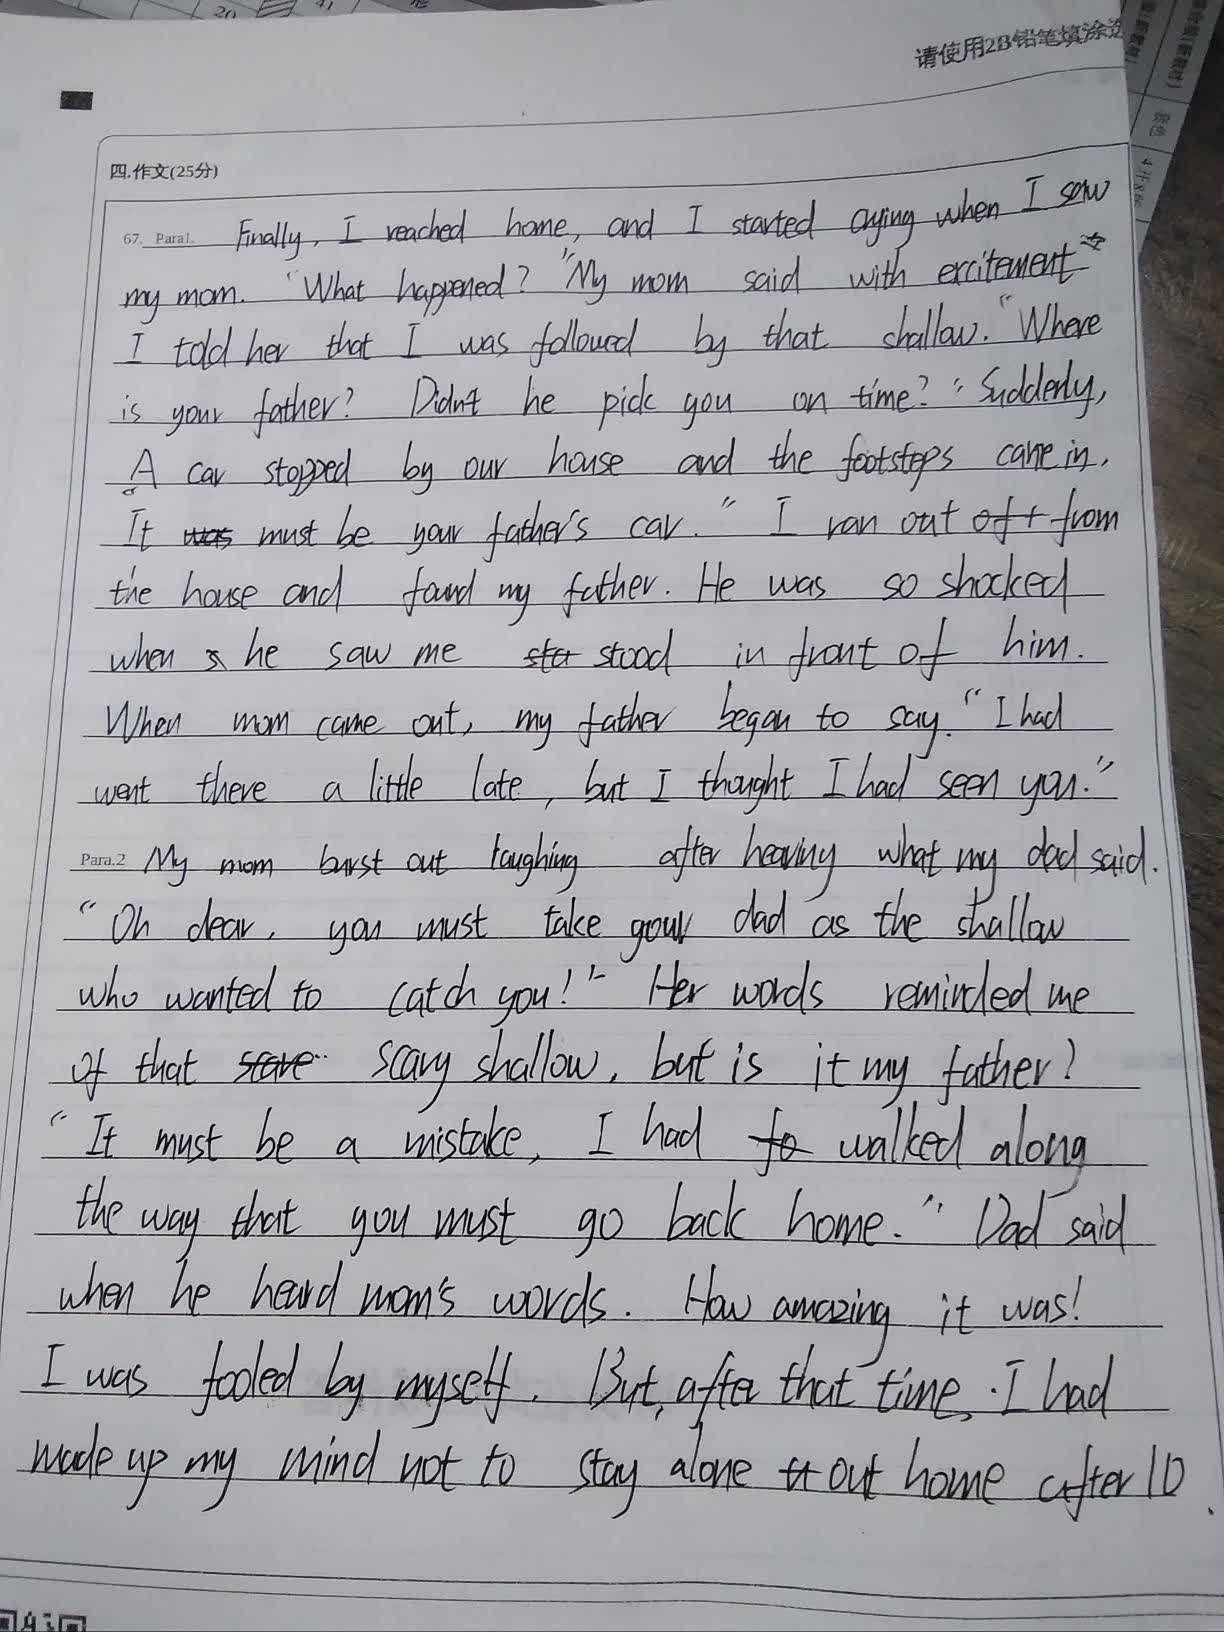 请使用2B铅笔填涂
四.作文(25分)
67. Para1. Finally, I reached home, and I started crying when I saw
my mom. "What happened? "My mom said with excitement
I told her that I was followed by that shallow. "Where
is your father? Didn't he pick you on time?" Suddenly,
A car stopped by our house and the footsteps came in.
It was must be your father's car." I ran out oft from
the house and found my father. He was so shocked
when s he saw me sta stood in front of him.
When mom came out, my father began to say. "I had
went there a little late, but I thought I had seen you."
Para.2 My mom burst out laughing after hearing what my dad said.
"Oh dear, you must take your dad as the shallow
who wanted to catch you!" Her words reminded me
of that scare scary shallow, but is it my father?
"It must be a mistake, I had fo walked along
the way that you must go back home." Dad said
when he heard mom's words. How amazing it was!
I was fooled by myself. But, after that time, I had
made up my mind not to stay alone out home after 10
.